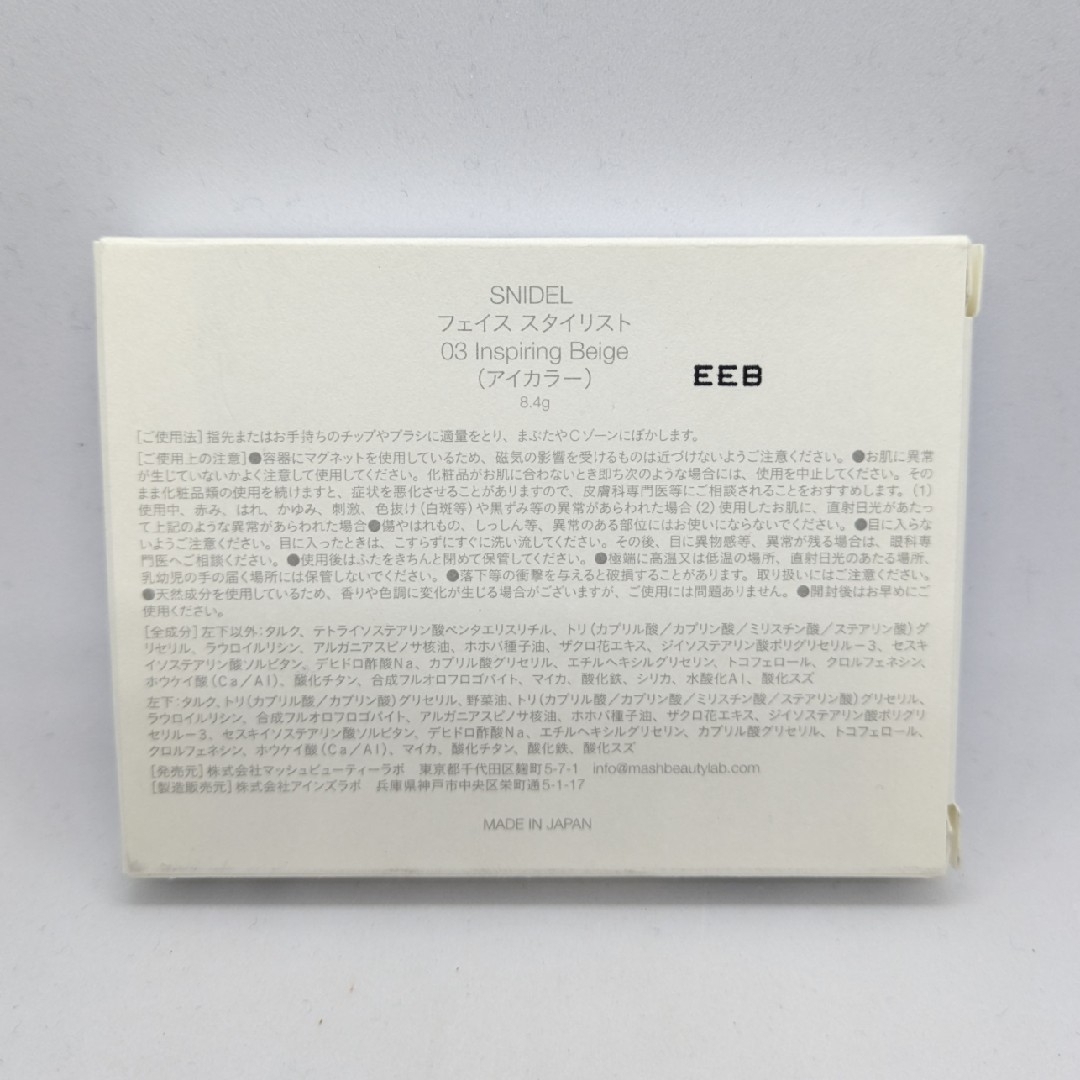 SNIDEL
フェイス スタイリスト
03 Inspiring Beige
（アイカラー）
EEB
8.4g
［ご使用法］指先またはお手持ちのチップやブラシに適量をとり、まぶたやCゾーンにぼかします。
［ご使用上の注意］●容器にマグネットを使用しているため、磁気の影響を受けるものは近づけないようご注意ください。●お肌に異常
が生じていないかよく注意して使用してください。化粧品がお肌に合わないとき即ち次のような場合には、使用を中止してください。その
まま化粧品類の使用を続けますと、症状を悪化させることがありますので、皮膚科専門医等にご相談されることをおすすめします。（1）
使用中、赤み、はれ、かゆみ、刺激、色抜け（白斑等）や黒ずみ等の異常があらわれた場合（2）使用したお肌に、直射日光があたっ
て上記のような異常があらわれた場合●傷やはれもの、しっしん等、異常のある部位にはお使いにならないでください。●目に入らな
いようご注意ください。目に入ったときは、こすらずにすぐに洗い流してください。その後、目に異物感等、異常が残る場合は、眼科専
門医へご相談ください。●使用後はふたをきちんと閉めて保管してください。●極端に高温又は低温の場所、直射日光のあたる場所、
乳幼児の手の届く場所には保管しないでください。●落下等の衝撃を与えると破損することがあります。取り扱いにはご注意ください。
●天然成分を使用しているため、香りや色調に変化が生じる場合がございますが、ご使用には問題ありません。●開封後はお早めにご
使用ください。
［全成分］左下以外：タルク、テトライソステアリン酸ペンタエリスリチル、トリ（カプリル酸／カプリン酸／ミリスチン酸／ステアリン酸）グ
リセリル、ラウロイルリシン、アルガニアスピノサ核油、ホホバ種子油、ザクロ花エキス、ジイソステアリン酸ポリグリセリル－3、セスキ
イソステアリン酸ソルビタン、デヒドロ酢酸Na、カプリル酸グリセリル、エチルヘキシルグリセリン、トコフェロール、クロルフェネシン、
ホウケイ酸（Ca／Al）、酸化チタン、合成フルオロフロゴパイト、マイカ、酸化鉄、シリカ、水酸化Al、酸化スズ
左下：タルク、トリ（カプリル酸／カプリン酸）グリセリル、野菜油、トリ（カプリル酸／カプリン酸／ミリスチン酸／ステアリン酸）グリセリル、
ラウロイルリシン、合成フルオロフロゴパイト、アルガニアスピノサ核油、ホホバ種子油、ザクロ花エキス、ジイソステアリン酸ポリグリ
セリル－3、セスキイソステアリン酸ソルビタン、デヒドロ酢酸Na、エチルヘキシルグリセリン、カプリル酸グリセリル、トコフェロール、
クロルフェネシン、ホウケイ酸（Ca／Al）、マイカ、酸化チタン、酸化鉄、酸化スズ
［発売元］株式会社マッシュビューティーラボ　東京都千代田区麹町5-7-1　info@mashbeautylab.com
［製造販売元］株式会社アインズラボ　兵庫県神戸市中央区栄町通5-1-17
MADE IN JAPAN